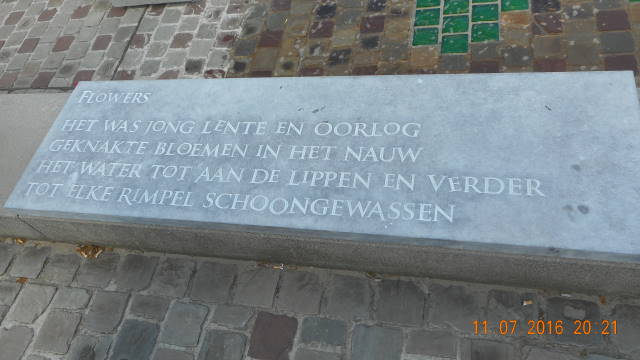 FLOWERS
HET WAS JONG LENTE EN OORLOG
GEKNAKTE BLOEMEN IN HET NAUW
HET WATER TOT AAN DE LIPPEN EN VERDER
TOT ELKE RIMPEL SCHOONGEWASSEN
11.07.2016 20:21